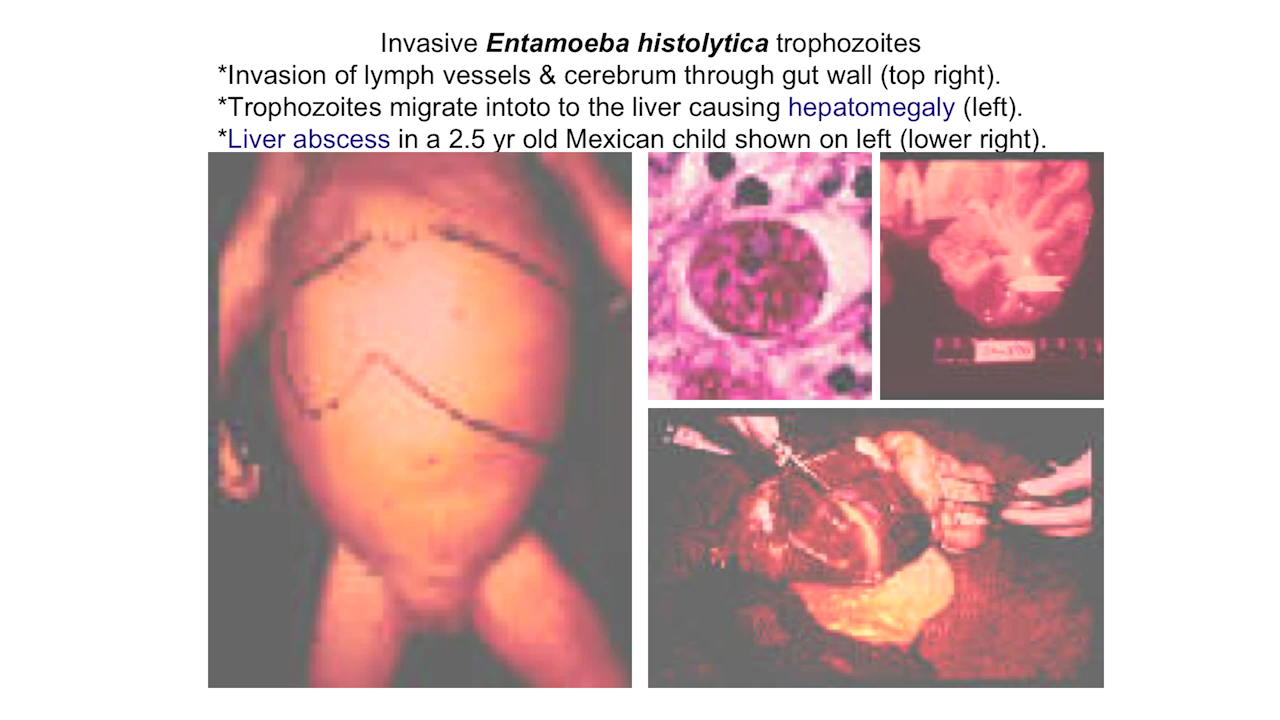 Invasive Entamoeba histolytica trophozoites
*Invasion of lymph vessels & cerebrum through gut wall (top right).
*Trophozoites migrate intoto to the liver causing hepatomegaly (left).
*Liver abscess in a 2.5 yr old Mexican child shown on left (lower right).